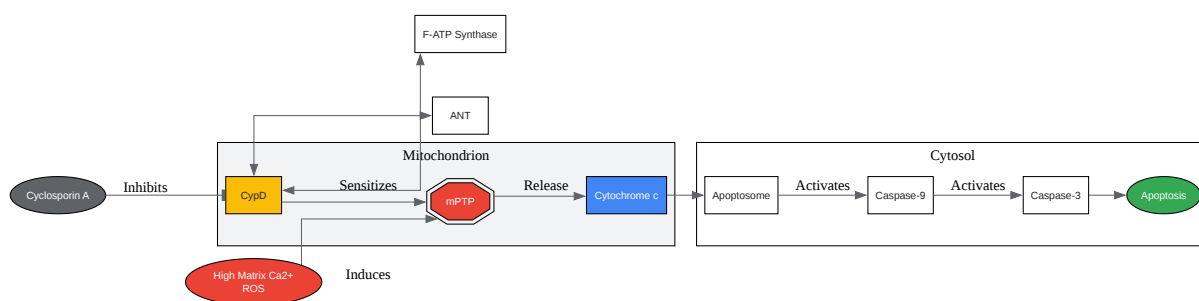 F-ATP Synthase
ANT
Mitochondrion
Cytosol
Cyclosporin A
Inhibits
CypD
Sensitizes
mPTP
Release
Cytochrome c
Apoptosome
Activates
Caspase-9
Activates
Caspase-3
Apoptosis
High Matrix Ca2+
ROS
Induces